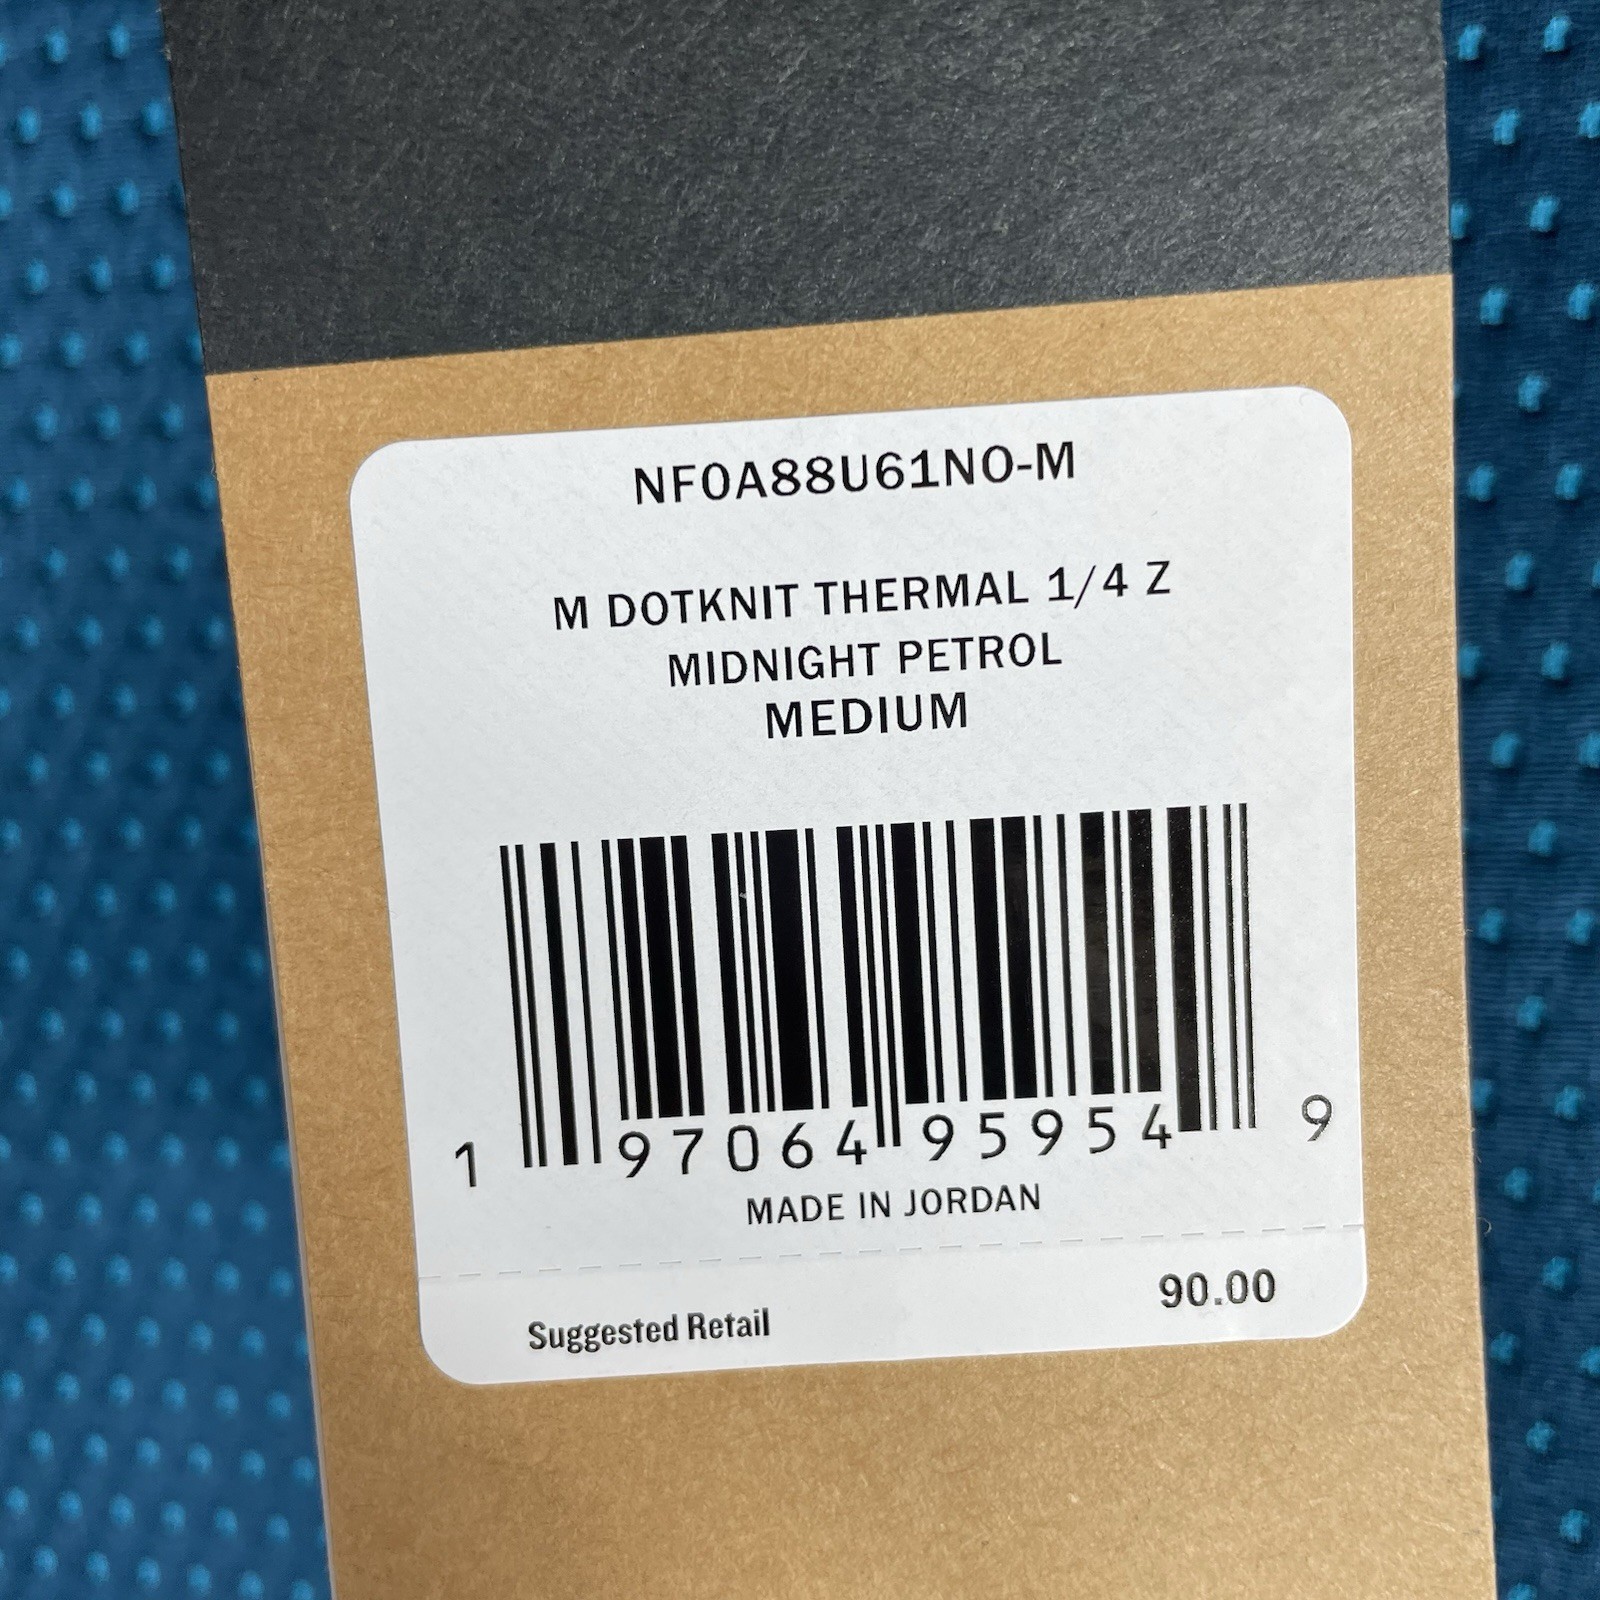 NF0A88U61NO-M
M DOTKNIT THERMAL 1/4 Z
MIDNIGHT PETROL
MEDIUM
1 97064 95954 9
MADE IN JORDAN
Suggested Retail 90.00